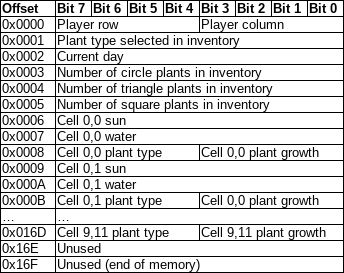 Offset Bit 7 Bit 6 Bit 5 Bit 4 Bit 3 Bit 2 Bit 1 Bit 0
0x0000 Player row Player column
0x0001 Plant type selected in inventory
0x0002 Current day
0x0003 Number of circle plants in inventory
0x0004 Number of triangle plants in inventory
0x0005 Number of square plants in inventory
0x0006 Cell 0,0 sun
0x0007 Cell 0,0 water
0x0008 Cell 0,0 plant type Cell 0,0 plant growth
0x0009 Cell 0,1 sun
0x000A Cell 0,1 water
0x000B Cell 0,1 plant type Cell 0,0 plant growth
... ...
0x016D Cell 9,11 plant type Cell 9,11 plant growth
0x16E Unused
0x16F Unused (end of memory)